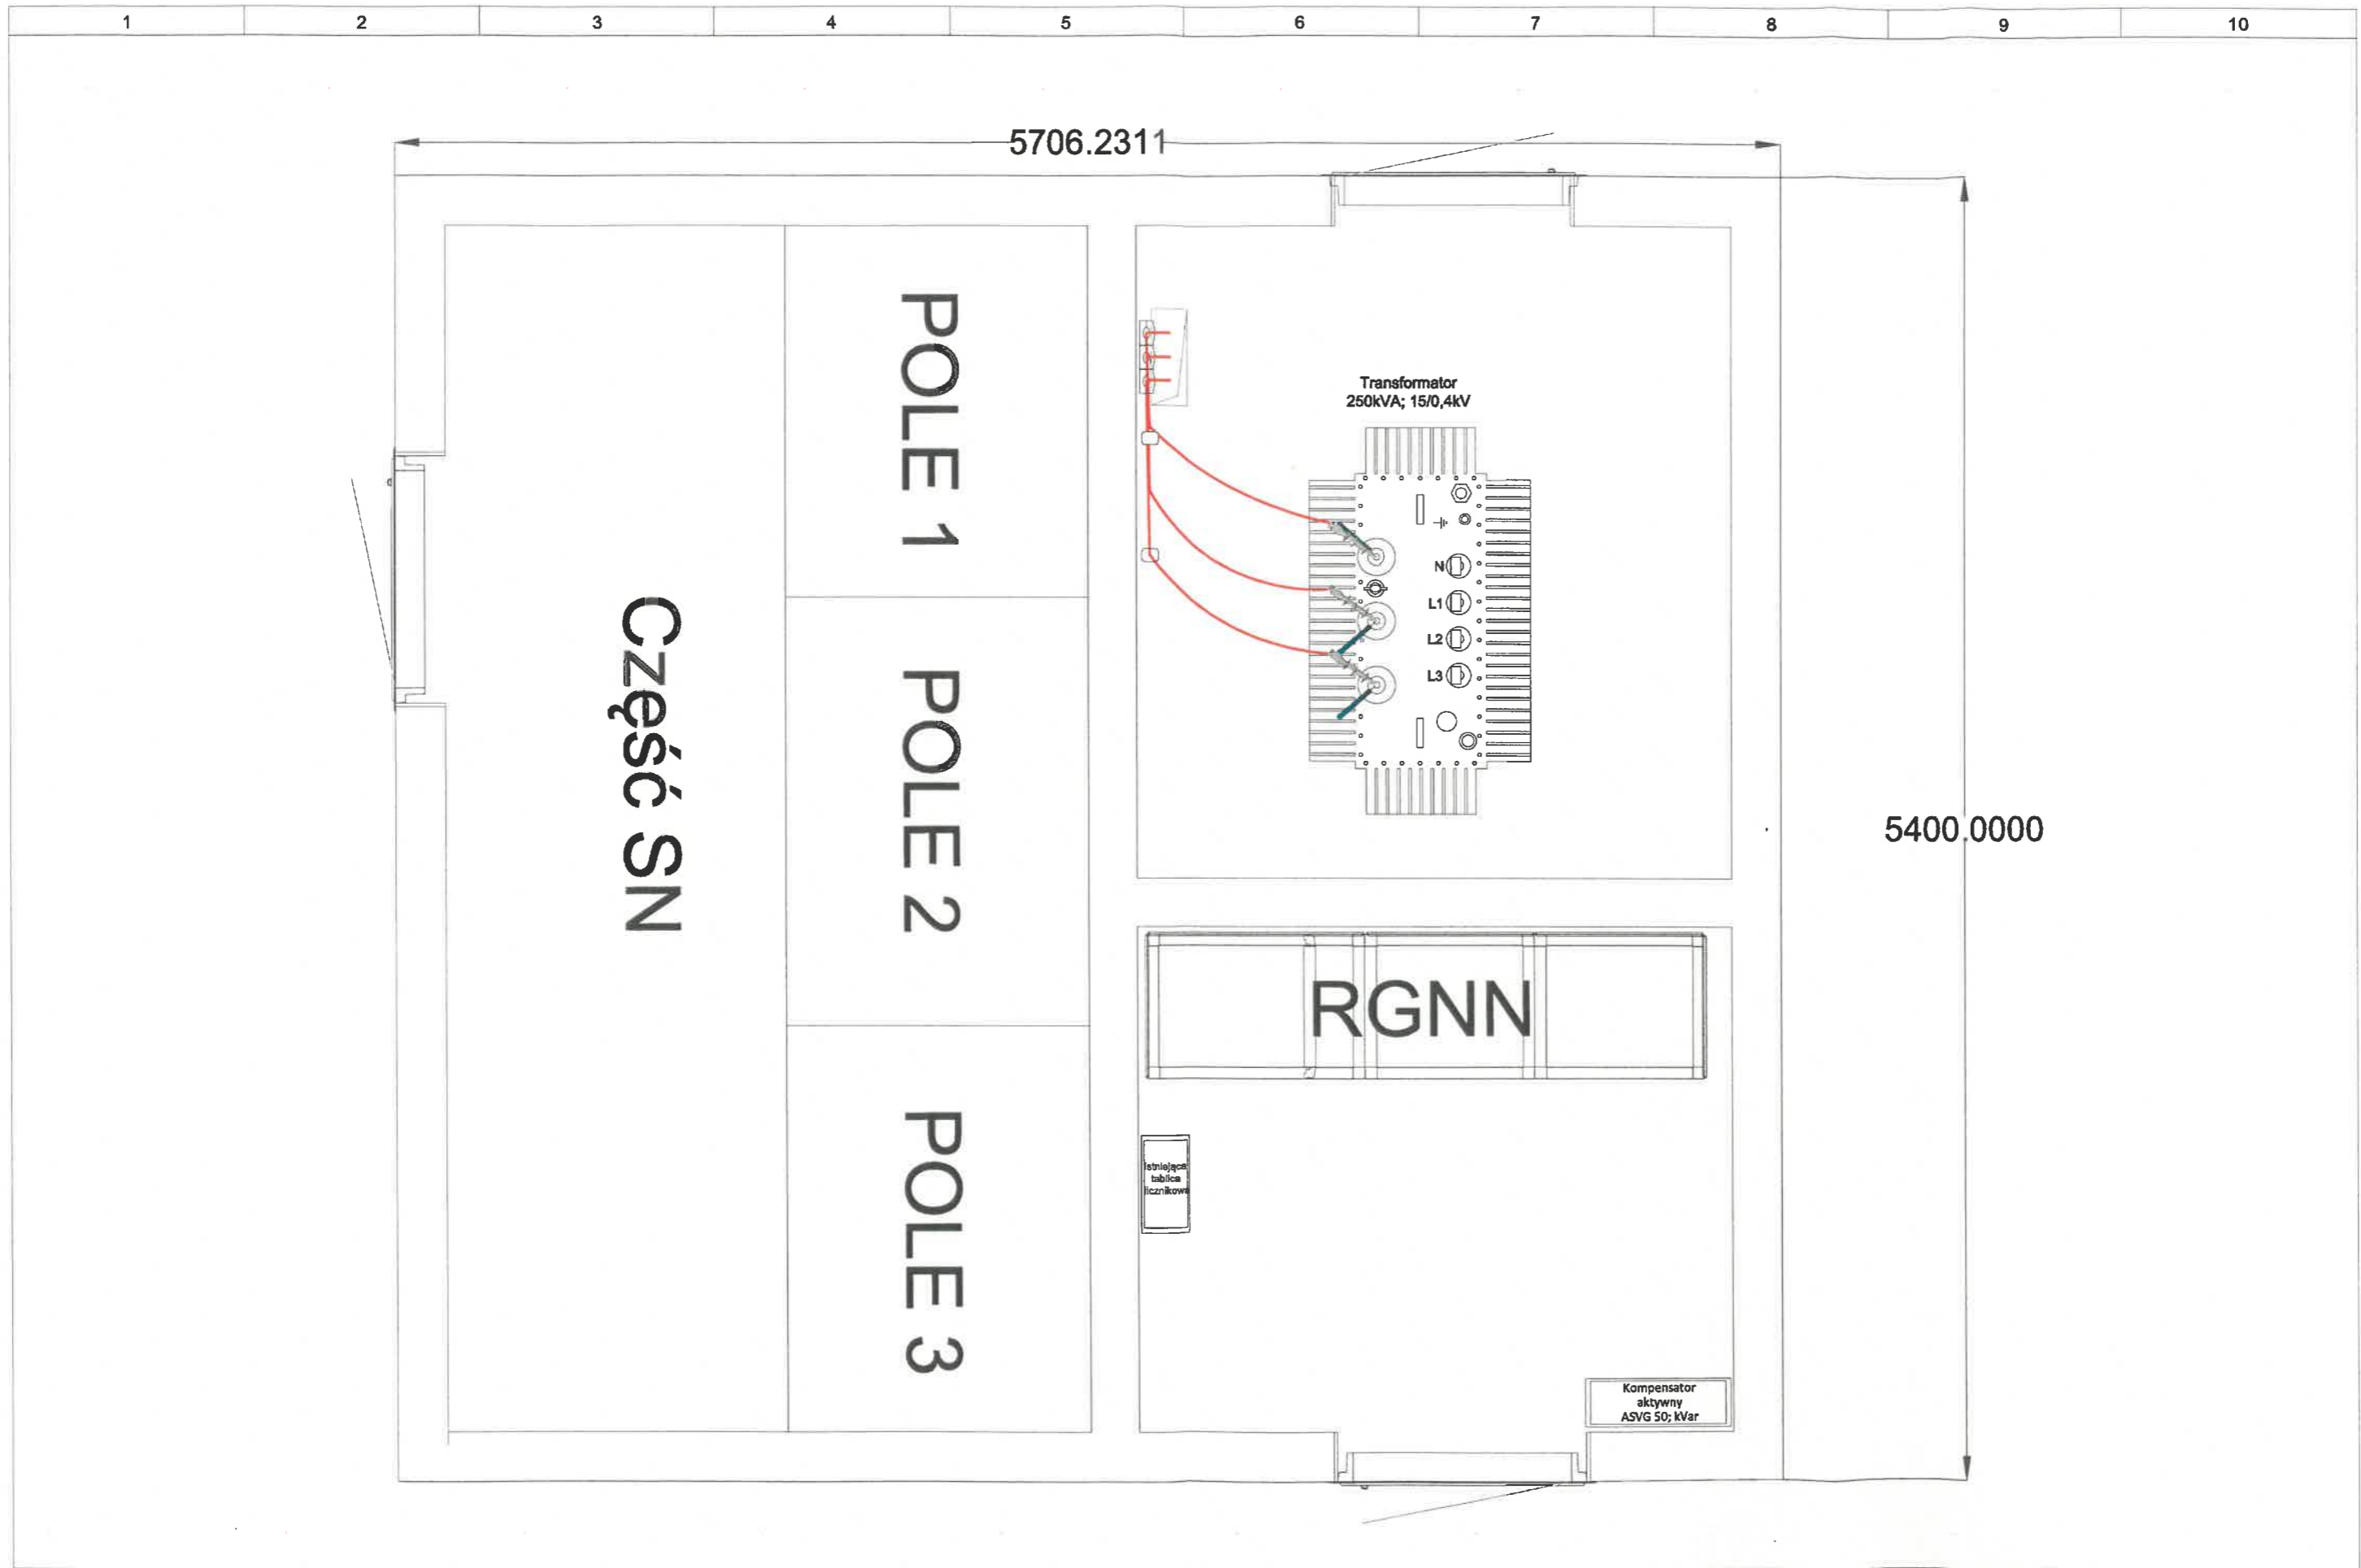 1 2 3 4 5 6 7 8 9 10
5706.2311
POLE 1
Transformator
250kVA; 15/0,4kV
N
L1
L2
L3
Część SN
POLE 2
5400.0000
RGNN
POLE 3
Istniejąca
tablica
licznikowa
Kompensator
aktywny
ASVG 50; kVar